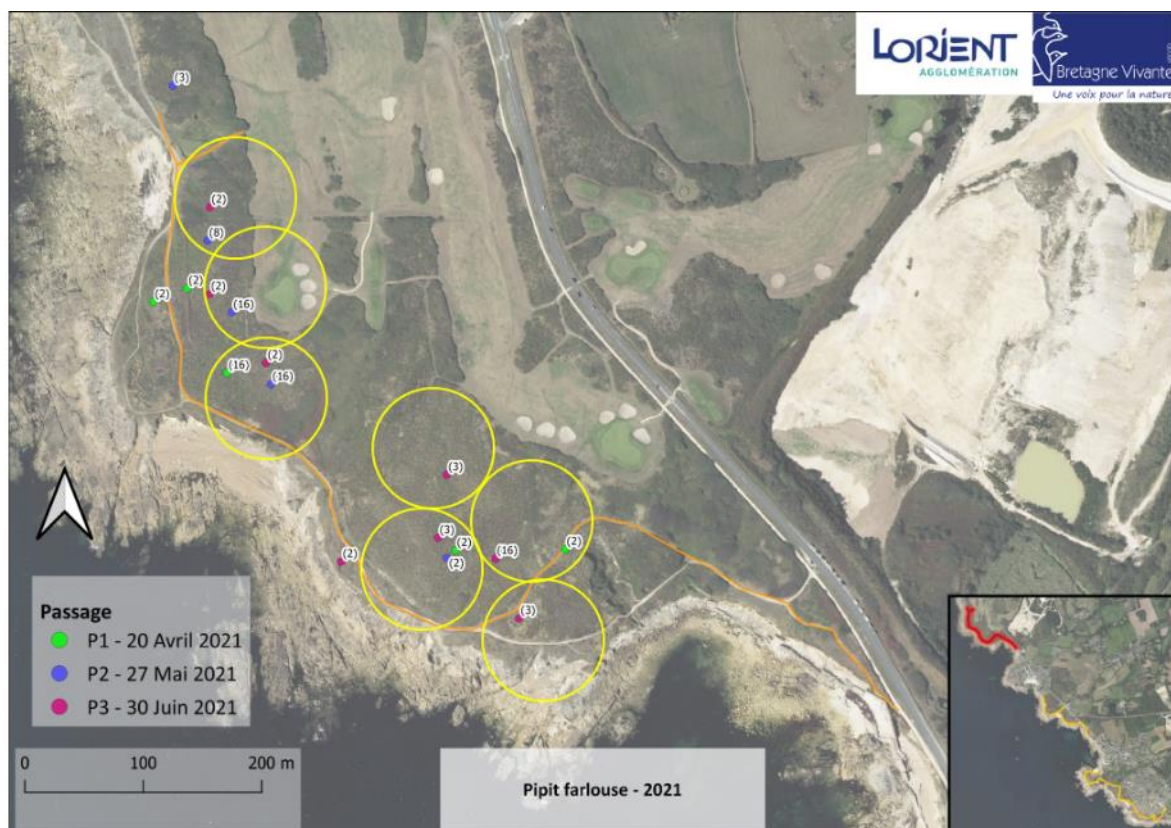 LORIENT
AGGLOMÉRATION
Bretagne Vivante
Une voix pour la nature
(3)
(2)
(8)
(2)
(2)
(2)
(16)
(2)
(16)
(16)
(3)
(3)
(2)
(2)
(16)
(2)
(2)
(3)
Passage
P1 - 20 Avril 2021
P2 - 27 Mai 2021
P3 - 30 Juin 2021
0 100 200 m
Pipit farlouse - 2021